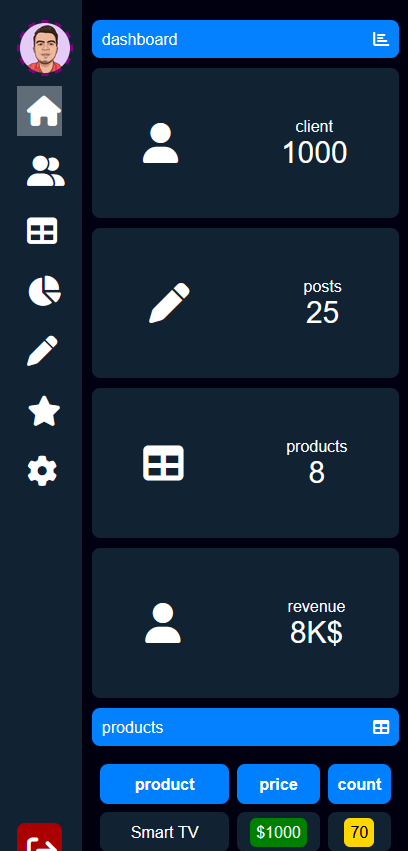 dashboard
client
1000
posts
25
products
8
revenue
8K$
products
product price count
Smart TV $1000 70